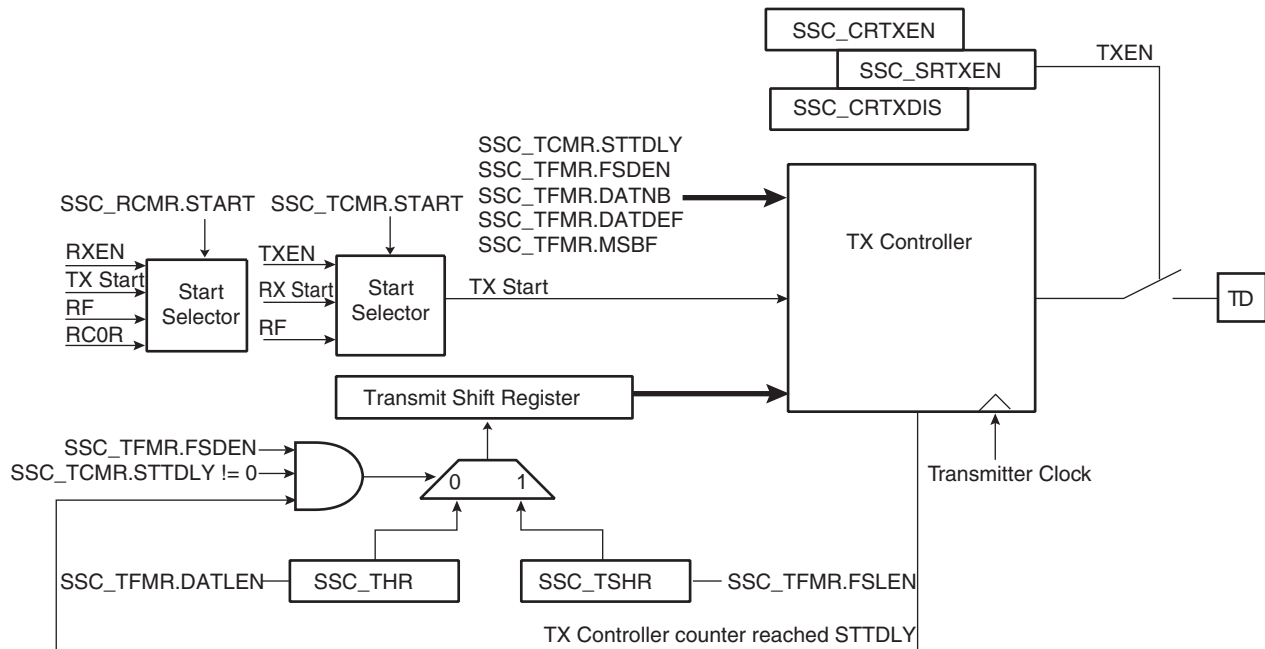 SSC_CRTXEN
SSC_SRTXEN
TXEN
SSC_CRTXDIS
SSC_TCMR.STTDLY
SSC_TFMR.FSDEN
SSC_TFMR.DATNB
SSC_TFMR.DATDEF
SSC_TFMR.MSBF
SSC_RCMR.START
SSC_TCMR.START
RXEN
TX Start
RF
RC0R
Start
Selector
TXEN
RX Start
RF
Start
Selector
TX Start
TX Controller
TD
Transmit Shift Register
SSC_TFMR.FSDEN
SSC_TCMR.STTDLY != 0
0
1
Transmitter Clock
SSC_TFMR.DATLEN
SSC_THR
SSC_TSHR
SSC_TFMR.FSLEN
TX Controller counter reached STTDLY